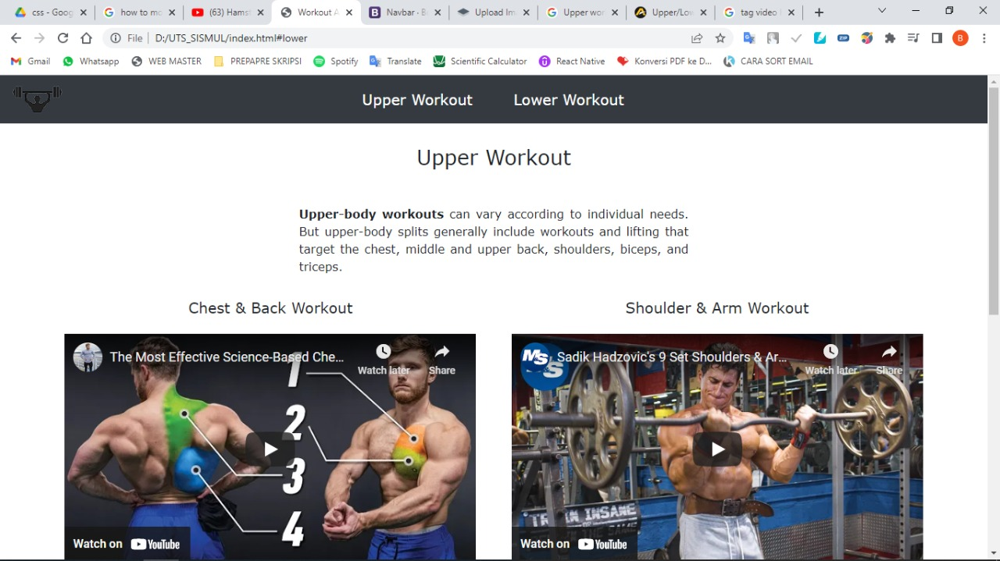 css - Goog
how to mo
(63) Hamst
Workout A
Navbar · B
Upload Im
Upper wor
Upper/Low
tag video
File
D:/UTS_SISMUL/index.html#lower
B
Gmail
Whatsapp
WEB MASTER
PREPAPRE SKRIPSI
Spotify
Translate
Scientific Calculator
React Native
Konversi PDF ke D...
CARA SORT EMAIL
Upper Workout
Lower Workout
Upper Workout
Upper-body workouts can vary according to individual needs.
But upper-body splits generally include workouts and lifting that
target the chest, middle and upper back, shoulders, biceps, and
triceps.
Chest & Back Workout
The Most Effective Science-Based Che...
Watch later
Share
1
2
3
4
Watch on YouTube
Shoulder & Arm Workout
MSS
Sadik Hadzovic's 9 Set Shoulders & Ar...
Watch later
Share
TRAIN INSANE
Watch on YouTube